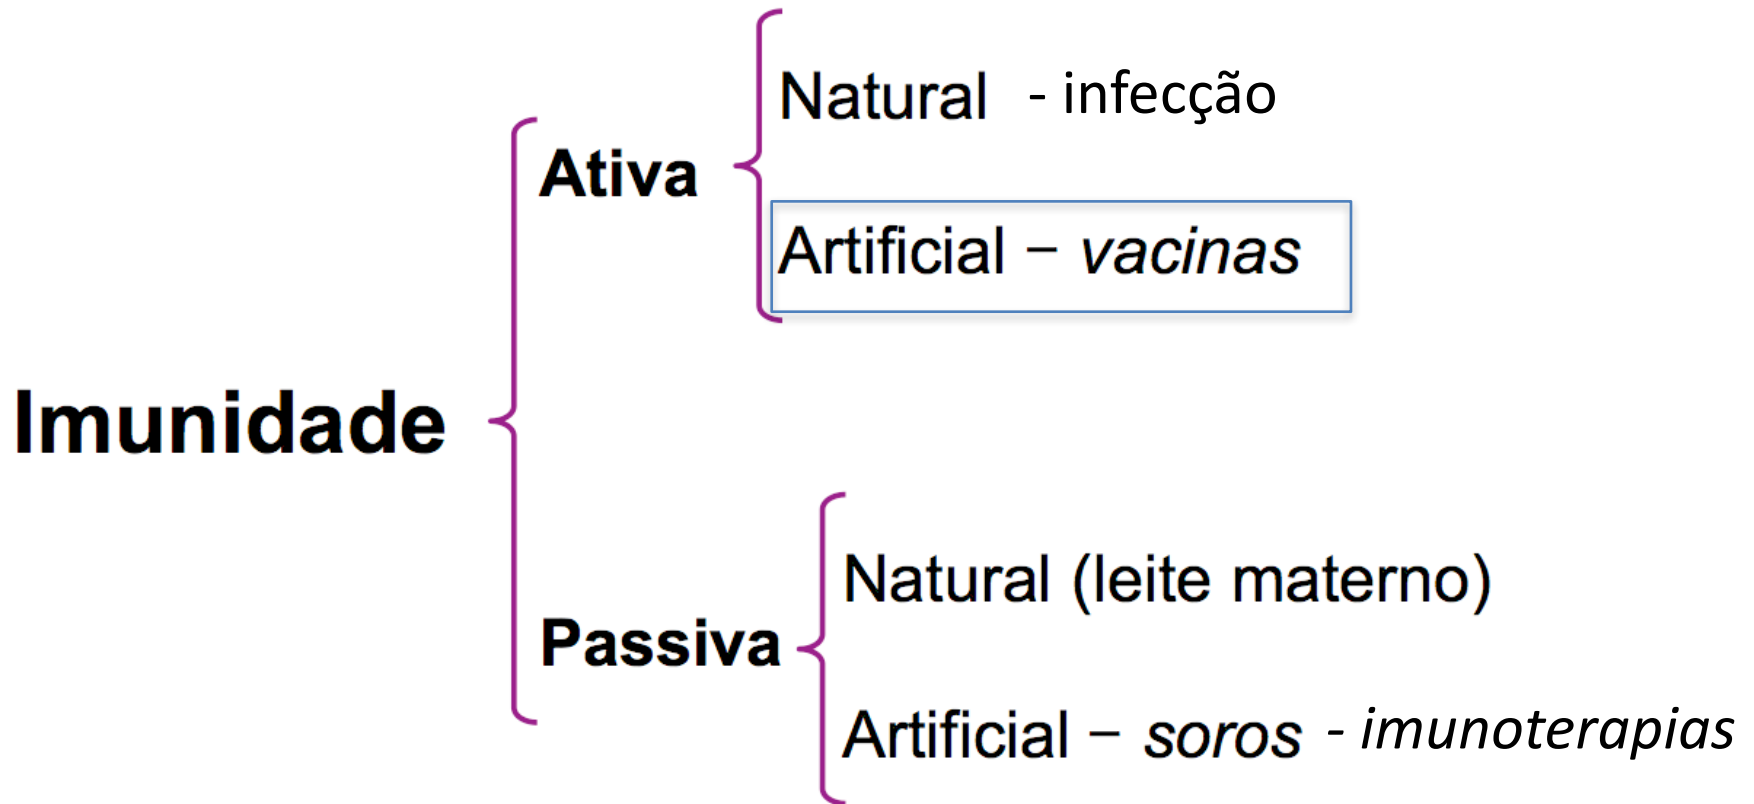 Natural - infecção
Ativa
Artificial – vacinas
Imunidade
Natural (leite materno)
Passiva
Artificial – soros - imunoterapias